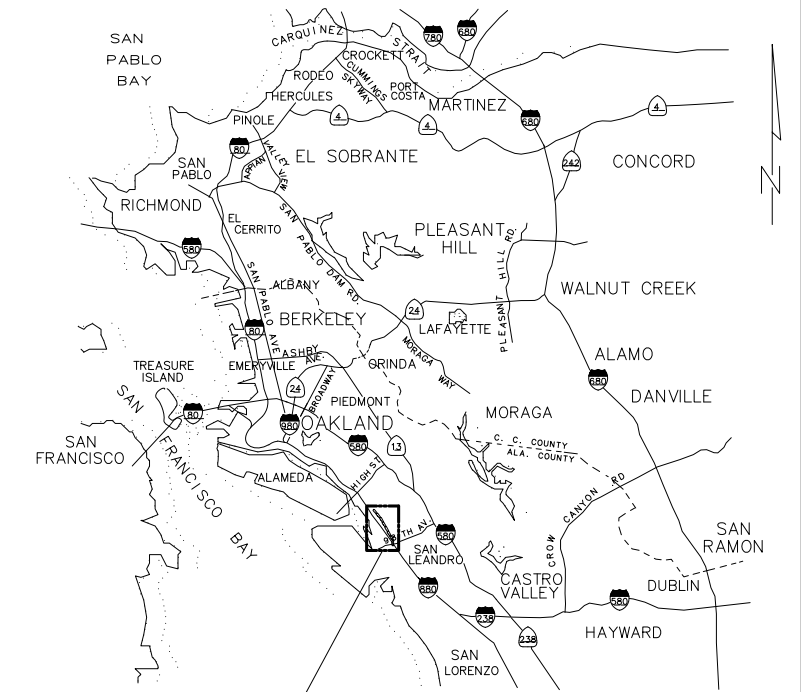 SAN
PABLO
BAY
CARQUINEZ
STRAIT
780
680
CROCKETT
RODEO
CUMMINGS
SKYWAY
PORT
COSTA
HERCULES
MARTINEZ
4
4
4
680
PINOLE
80
VALLEY
VIEW
APPIAN
EL SOBRANTE
242
CONCORD
SAN
PABLO
RICHMOND
N
EL
CERRITO
SAN PABLO DAM RD.
PLEASANT
HILL
PLEASANT HILL RD.
580
SAN PABLO AVE
ALBANY
WALNUT CREEK
BERKELEY
24
LAFAYETTE
80
MORAGA
WAY
ASHBY
AVE.
EMERYVILLE
ORINDA
ALAMO
TREASURE
ISLAND
680
24
BROADWAY
PIEDMONT
DANVILLE
80
980
OAKLAND
MORAGA
SAN
FRANCISCO
SAN FRANCISCO BAY
580
13
C. C. COUNTY
ALA. COUNTY
HIGH ST.
ALAMEDA
CROW CANYON RD
98TH AV.
580
SAN
LEANDRO
SAN
RAMON
CASTRO
VALLEY
DUBLIN
880
580
238
238
HAYWARD
SAN
LORENZO